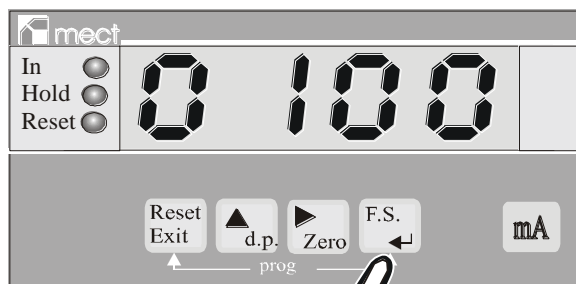 mect
In
Hold
Reset
0 100
Reset
Exit
d.p.
Zero
F.S.
mA
prog